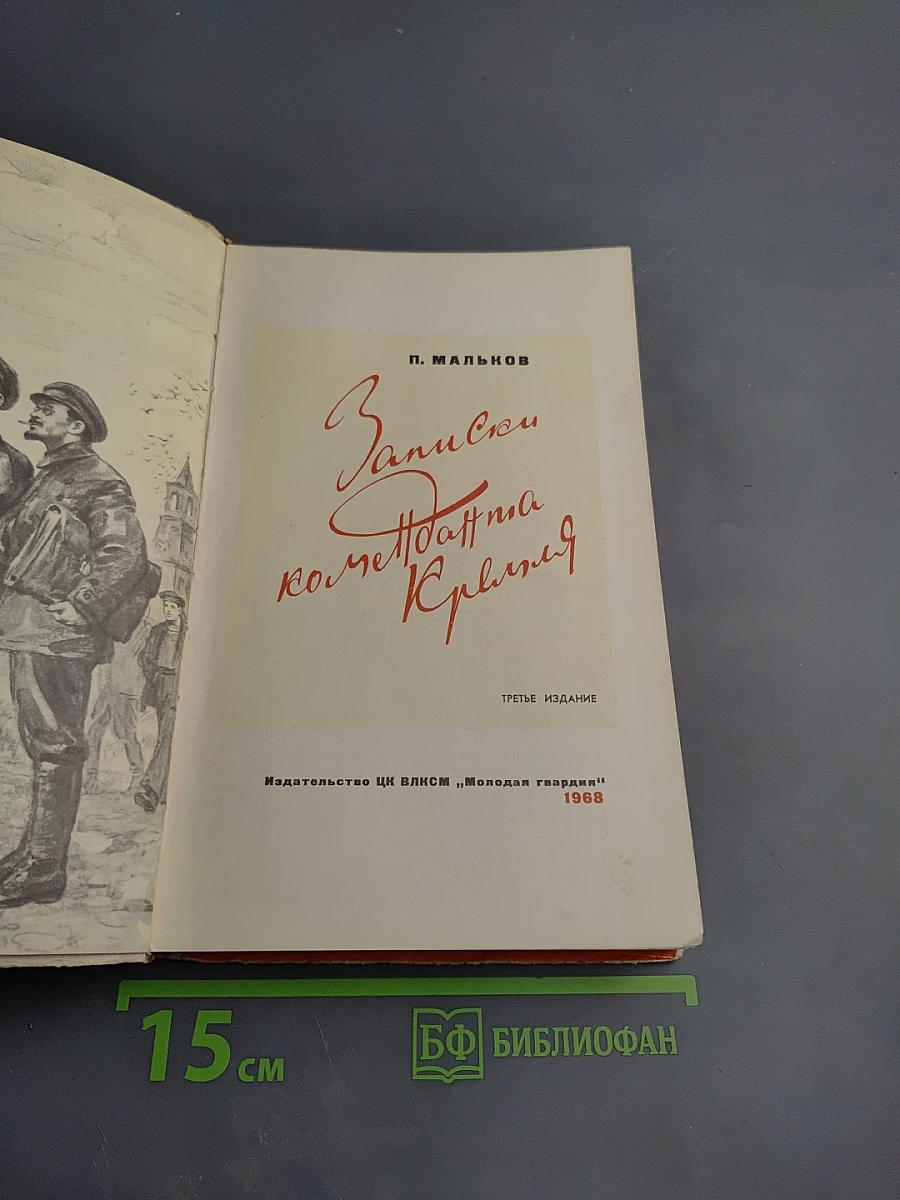 П. МАЛЬКОВ
Записки
коменданта
Кремля
ТРЕТЬЕ ИЗДАНИЕ
Издательство ЦК ВЛКСМ „Молодая гвардия“
1968
15 см
БФ БИБЛИОФАН